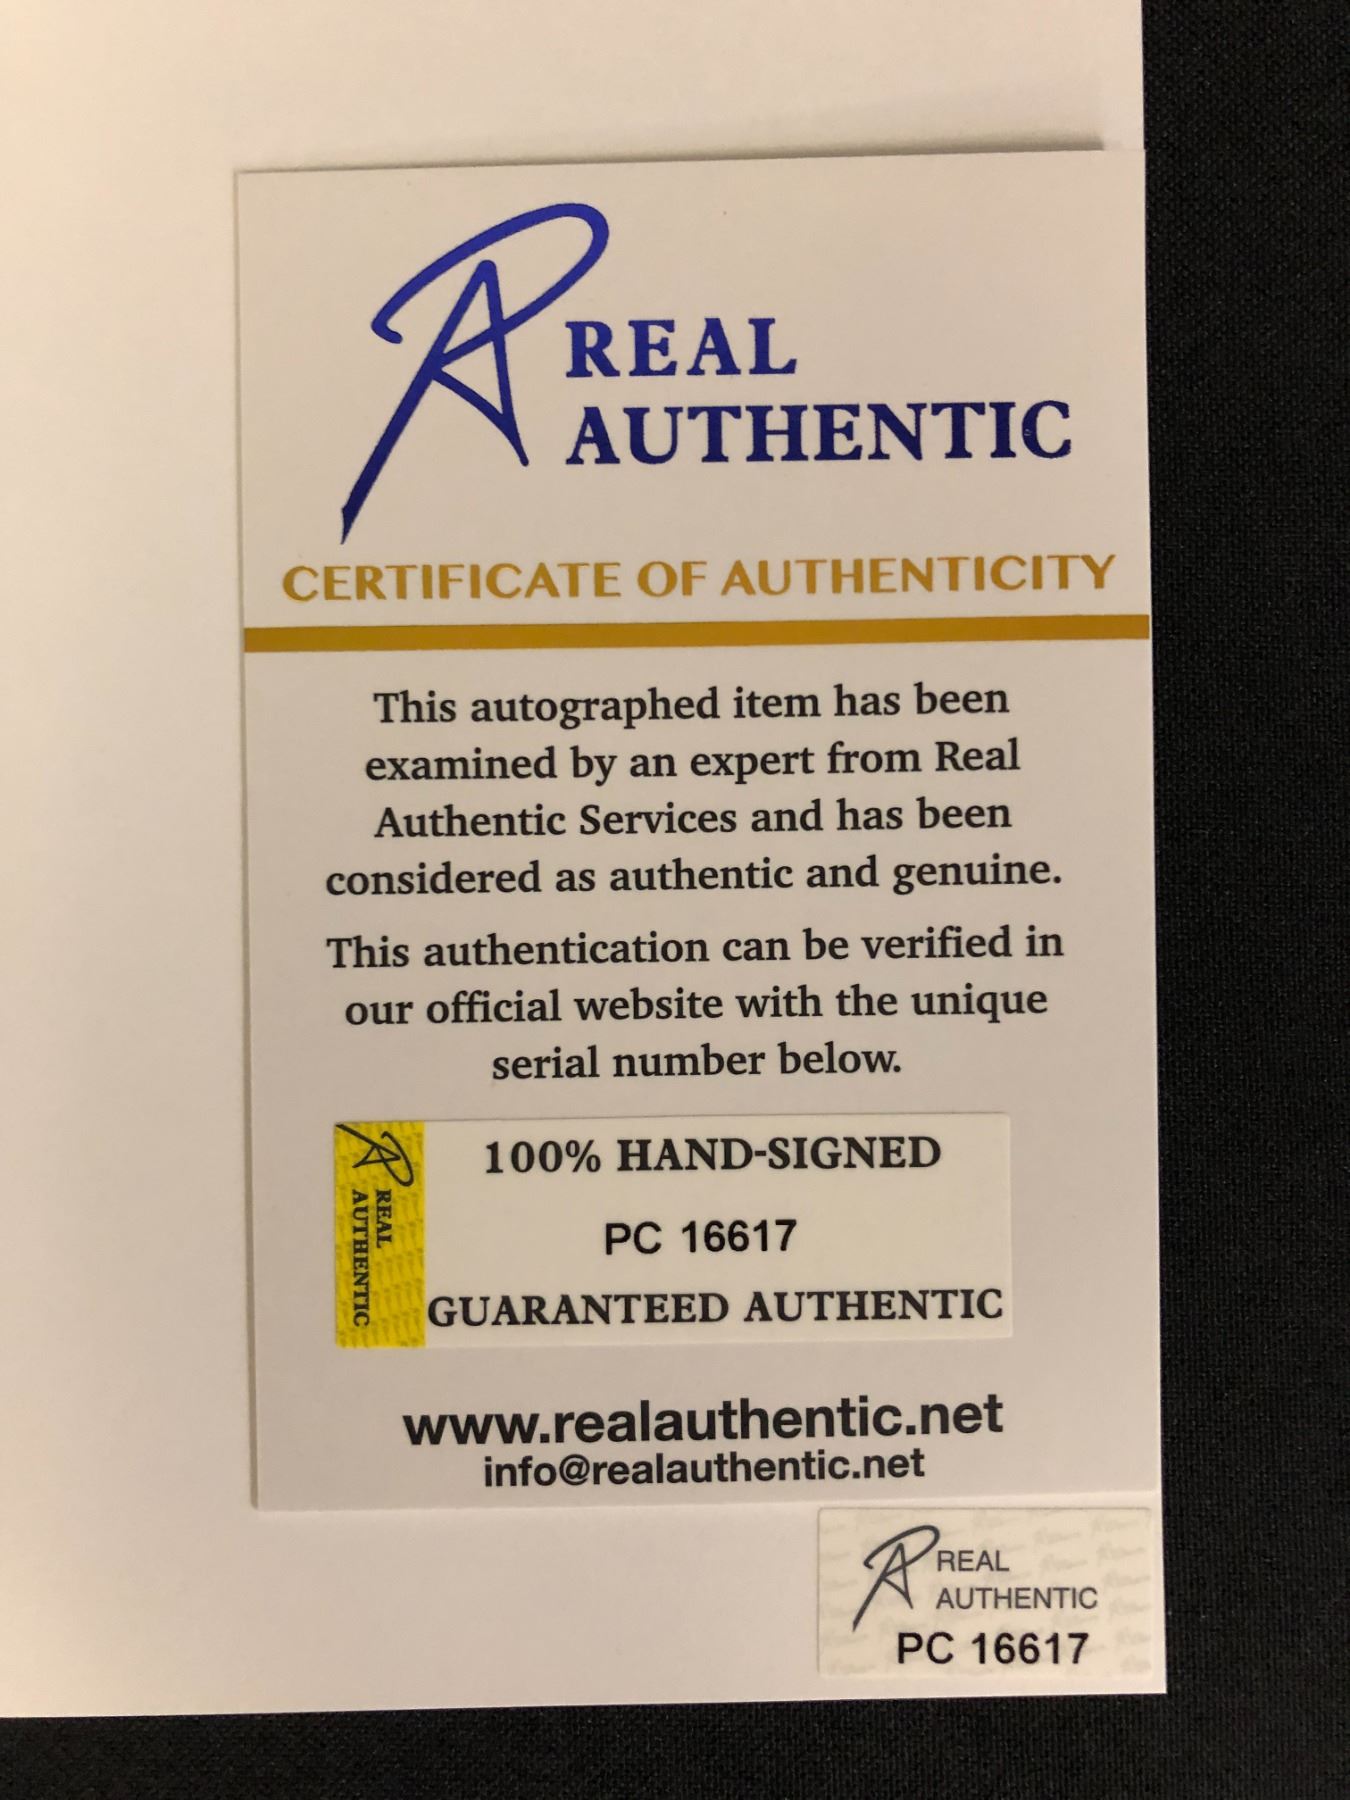 REAL
AUTHENTIC
CERTIFICATE OF AUTHENTICITY
This autographed item has been
examined by an expert from Real
Authentic Services and has been
considered as authentic and genuine.
This authentication can be verified in
our official website with the unique
serial number below.
REAL
AUTHENTIC
100% HAND-SIGNED
PC 16617
GUARANTEED AUTHENTIC
www.realauthentic.net
info@realauthentic.net
REAL
AUTHENTIC
PC 16617